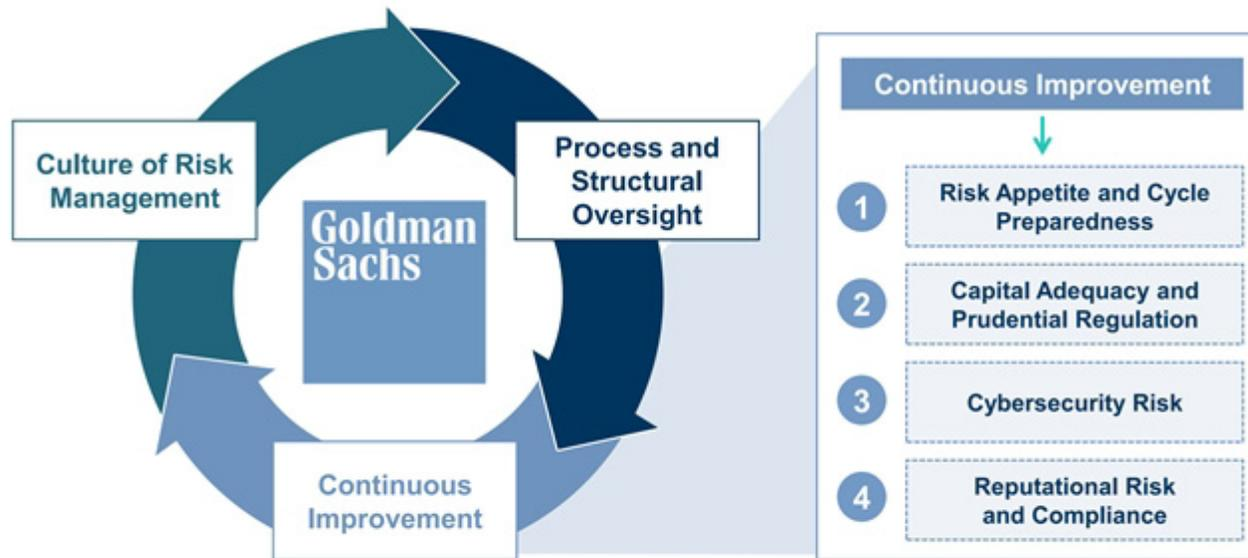 Culture of Risk
Management
Process and
Structural
Oversight
Goldman
Sachs
Continuous
Improvement
Continuous Improvement
1
Risk Appetite and Cycle
Preparedness
2
Capital Adequacy and
Prudential Regulation
3
Cybersecurity Risk
4
Reputational Risk
and Compliance